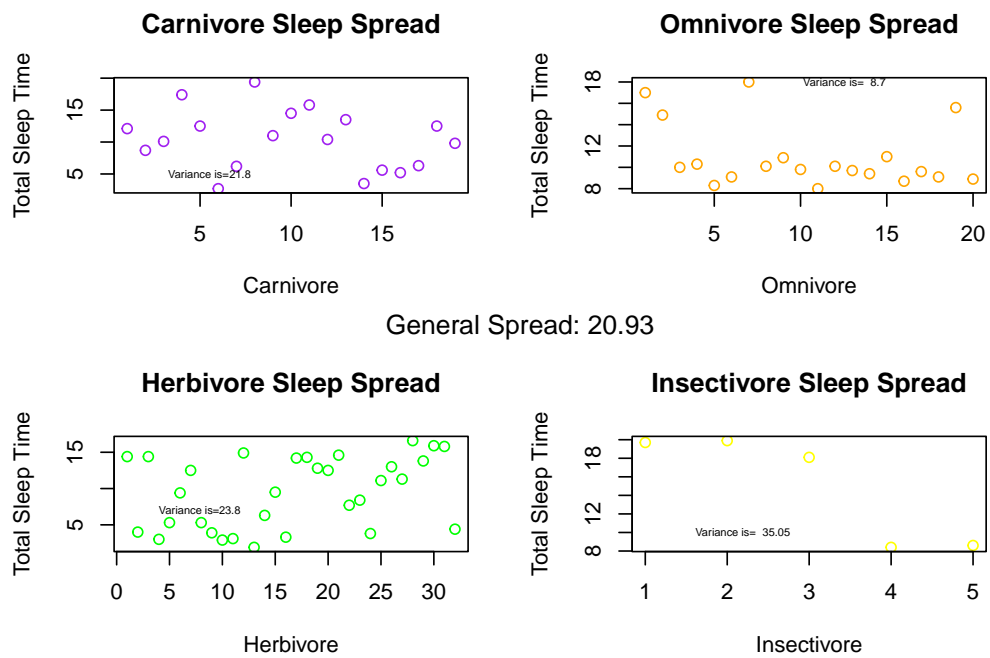 Carnivore Sleep Spread
Total Sleep Time
15
5
Variance is=21.8
5 10 15
Carnivore
Omnivore Sleep Spread
Total Sleep Time
18
12
8
Variance is= 8.7
5 10 15 20
Omnivore
General Spread: 20.93
Herbivore Sleep Spread
Total Sleep Time
15
5
Variance is=23.8
0 5 10 15 20 25 30
Herbivore
Insectivore Sleep Spread
Total Sleep Time
18
12
8
Variance is= 35.05
1 2 3 4 5
Insectivore